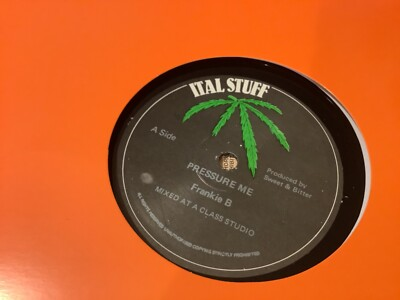 ITAL STUFF
A Side
PRESSURE ME
Frankie B
MIXED AT A CLASS STUDIO
Produced by
Sweet & Bitter